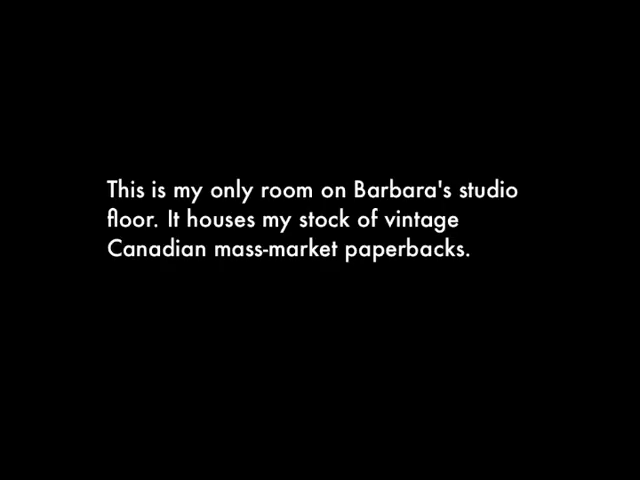 This is my only room on Barbara's studio
floor. It houses my stock of vintage
Canadian mass-market paperbacks.